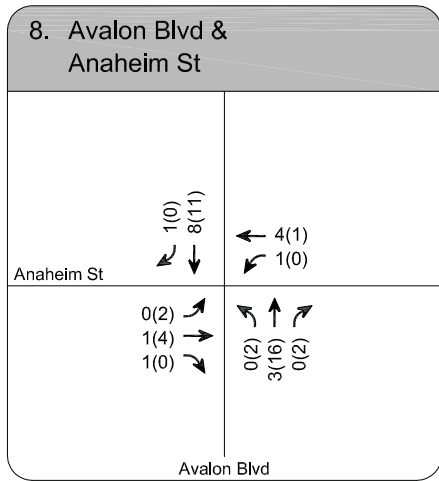 8. Avalon Blvd &
Anaheim St
1(0)
8(11)
4(1)
1(0)
Anaheim St
0(2)
1(4)
1(0)
0(2)
3(16)
0(2)
Avalon Blvd